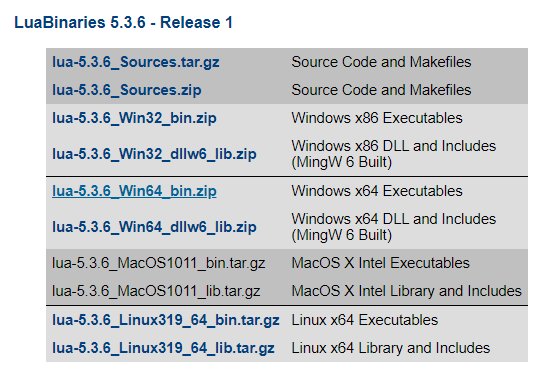 LuaBinaries 5.3.6 - Release 1
lua-5.3.6_Sources.tar.gz Source Code and Makefiles
lua-5.3.6_Sources.zip Source Code and Makefiles
lua-5.3.6_Win32_bin.zip Windows x86 Executables
lua-5.3.6_Win32_dllw6_lib.zip Windows x86 DLL and Includes
(MingW 6 Built)
lua-5.3.6_Win64_bin.zip Windows x64 Executables
lua-5.3.6_Win64_dllw6_lib.zip Windows x64 DLL and Includes
(MingW 6 Built)
lua-5.3.6_MacOS1011_bin.tar.gz MacOS X Intel Executables
lua-5.3.6_MacOS1011_lib.tar.gz MacOS X Intel Library and Includes
lua-5.3.6_Linux319_64_bin.tar.gz Linux x64 Executables
lua-5.3.6_Linux319_64_lib.tar.gz Linux x64 Library and Includes